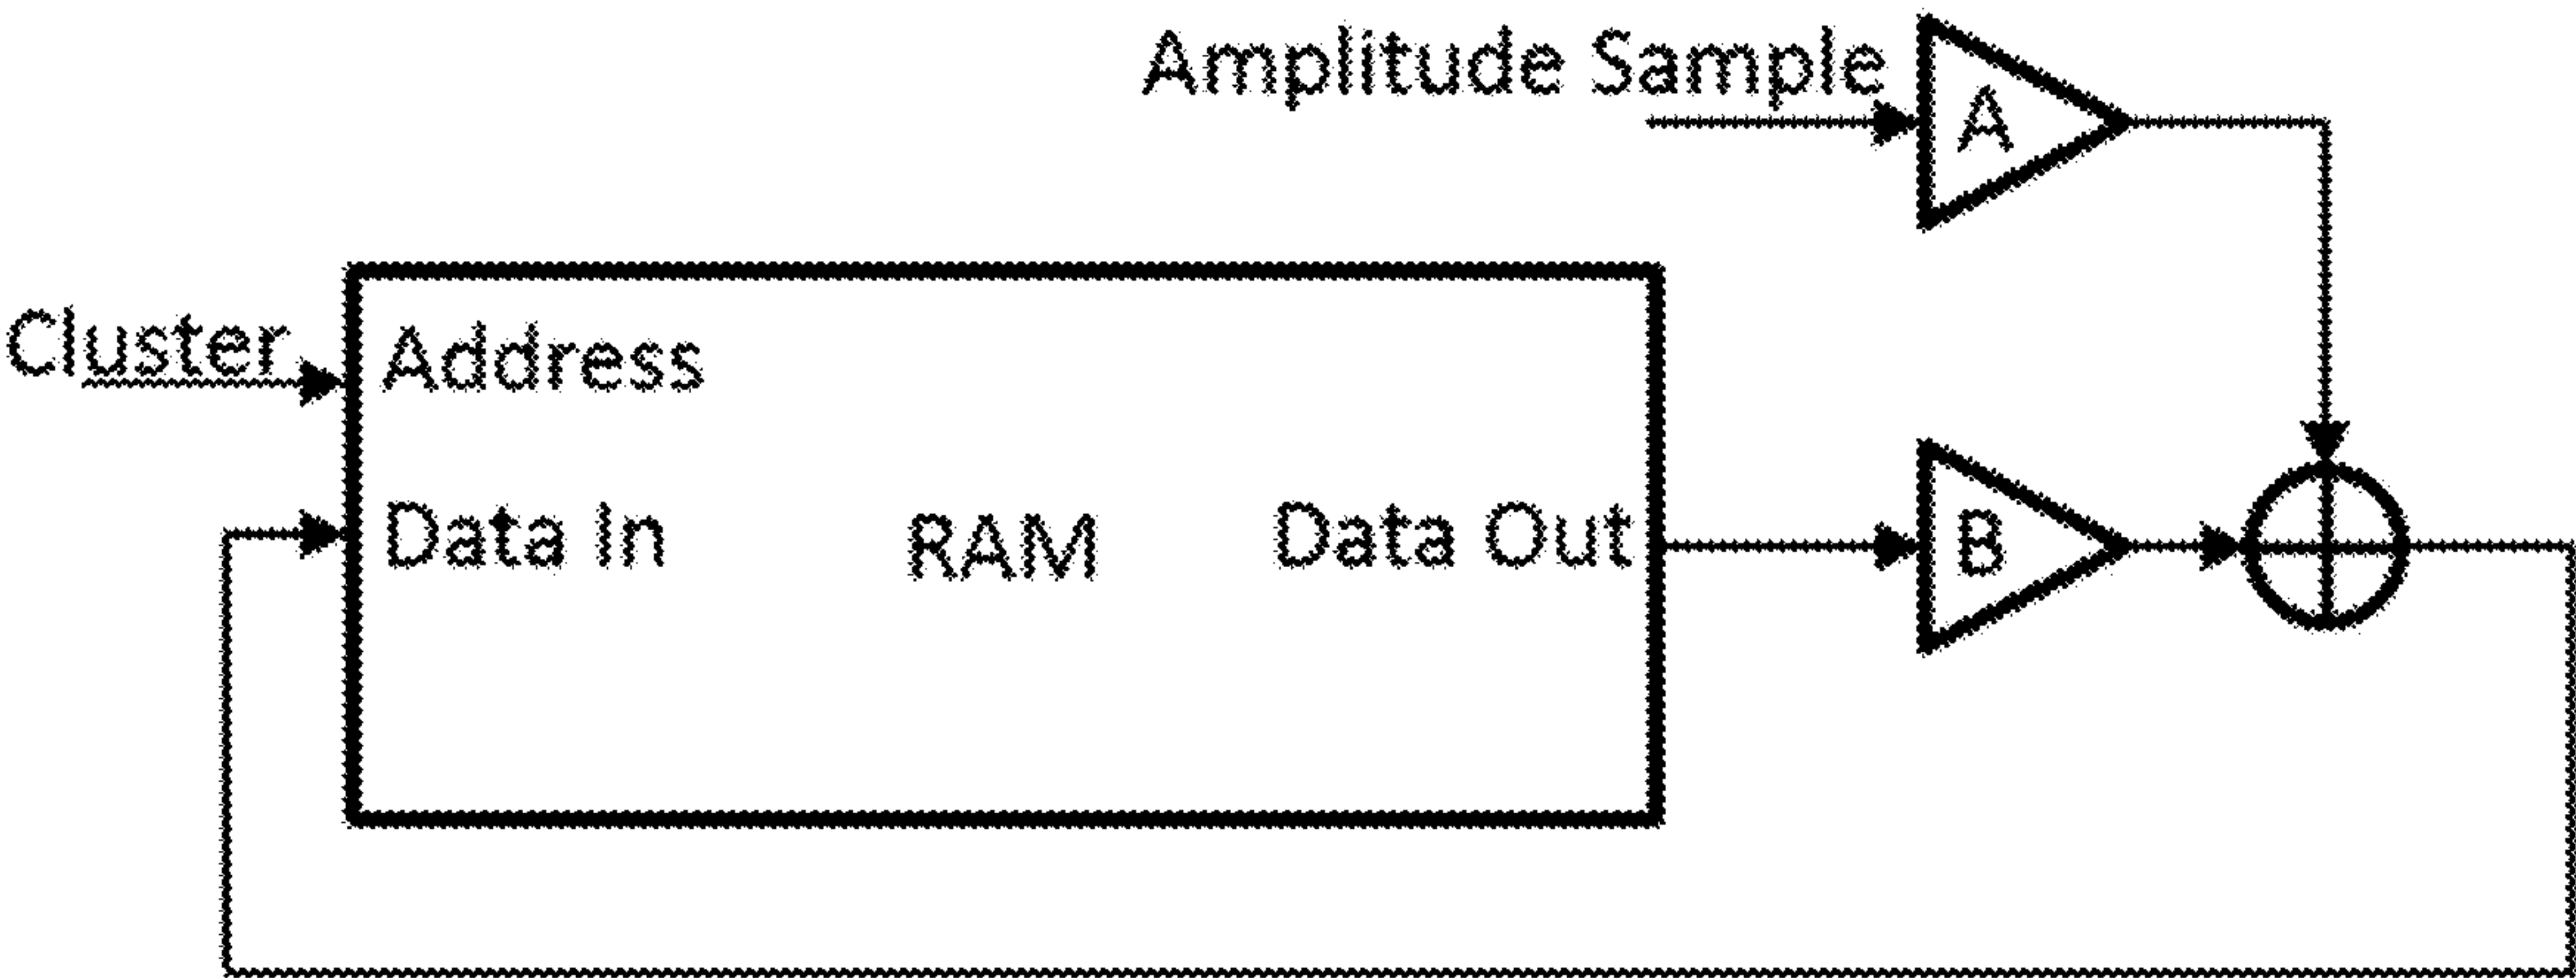 Amplitude Sample
A
Cluster
Address
Data In
RAM
Data Out
B